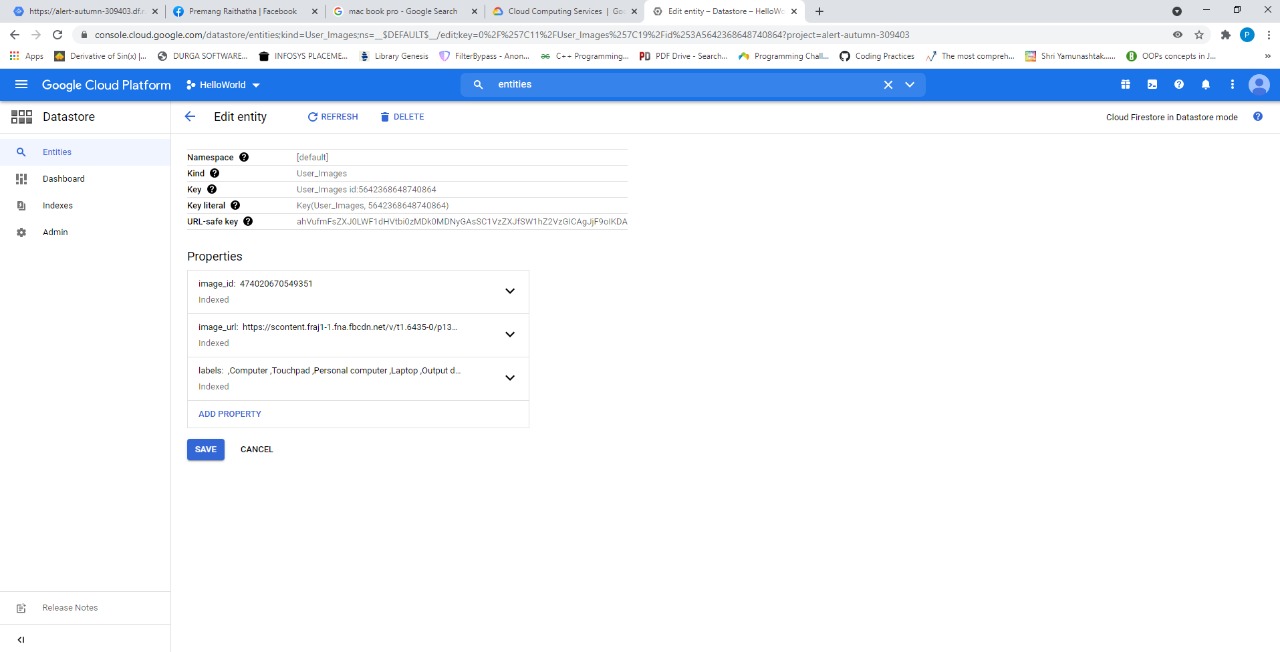 https://alert-autumn-309403.df.r
Premang Raithatha | Facebook
mac book pro - Google Search
Cloud Computing Services | Goo
Edit entity – Datastore – HelloWo
console.cloud.google.com/datastore/entities;kind=User_Images;ns=__$DEFAULT$__/edit;key=0%2F%257C11%2FUser_Images%257C19%2Fid%253A5642368648740864?project=alert-autumn-309403
Apps
Derivative of Sin(x) |...
DURGA SOFTWARE...
INFOSYS PLACEME...
Library Genesis
FilterBypass - Anon...
C++ Programming...
PDF Drive - Search...
Programming Chall...
Coding Practices
The most compreh...
Shri Yamunashtak......
OOPs concepts in J...
Google Cloud Platform
HelloWorld
entities
Datastore
Edit entity
REFRESH
DELETE
Cloud Firestore in Datastore mode
Entities
Dashboard
Indexes
Admin
Namespace [default]
Kind User_Images
Key User_Images id:5642368648740864
Key literal Key(User_Images, 5642368648740864)
URL-safe key ahVufmFsZXJ0LWF1dHVtbi0zMDk0MDNyGAsSC1VzZXJfSW1hZ2VzGICAgJjF9oIKDA
Properties
image_id: 474020670549351
Indexed
image_url: https://scontent.fraj1-1.fna.fbcdn.net/v/t1.6435-0/p13...
Indexed
labels: ,Computer ,Touchpad ,Personal computer ,Laptop ,Output d...
Indexed
ADD PROPERTY
SAVE
CANCEL
Release Notes